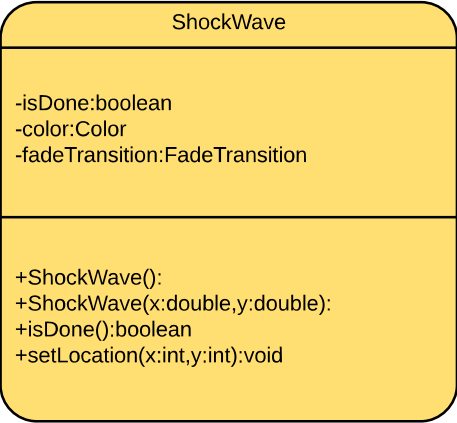 ShockWave
-isDone:boolean
-color:Color
-fadeTransition:FadeTransition
+ShockWave():
+ShockWave(x:double,y:double):
+isDone():boolean
+setLocation(x:int,y:int):void